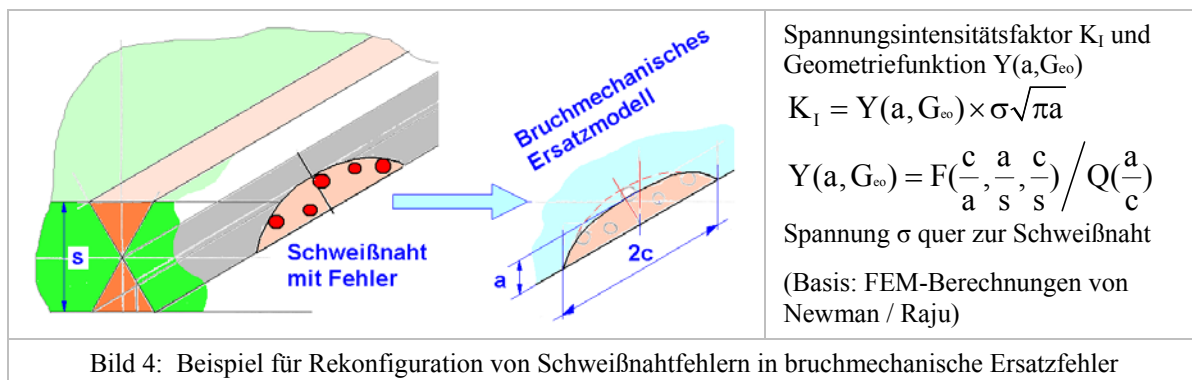 s
Schweißnaht
mit Fehler
Bruchmechanisches
Ersatzmodell
a
2c
Spannungsintensitätsfaktor K_I und
Geometriefunktion Y(a,G_eo)
K_I = Y(a,G_eo) × σ√πa
Y(a,G_eo) = F(c/a, a/s, c/s) / Q(a/c)
Spannung σ quer zur Schweißnaht
(Basis: FEM-Berechnungen von
Newman / Raju)
Bild 4: Beispiel für Rekonfiguration von Schweißnahtfehlern in bruchmechanische Ersatzfehler